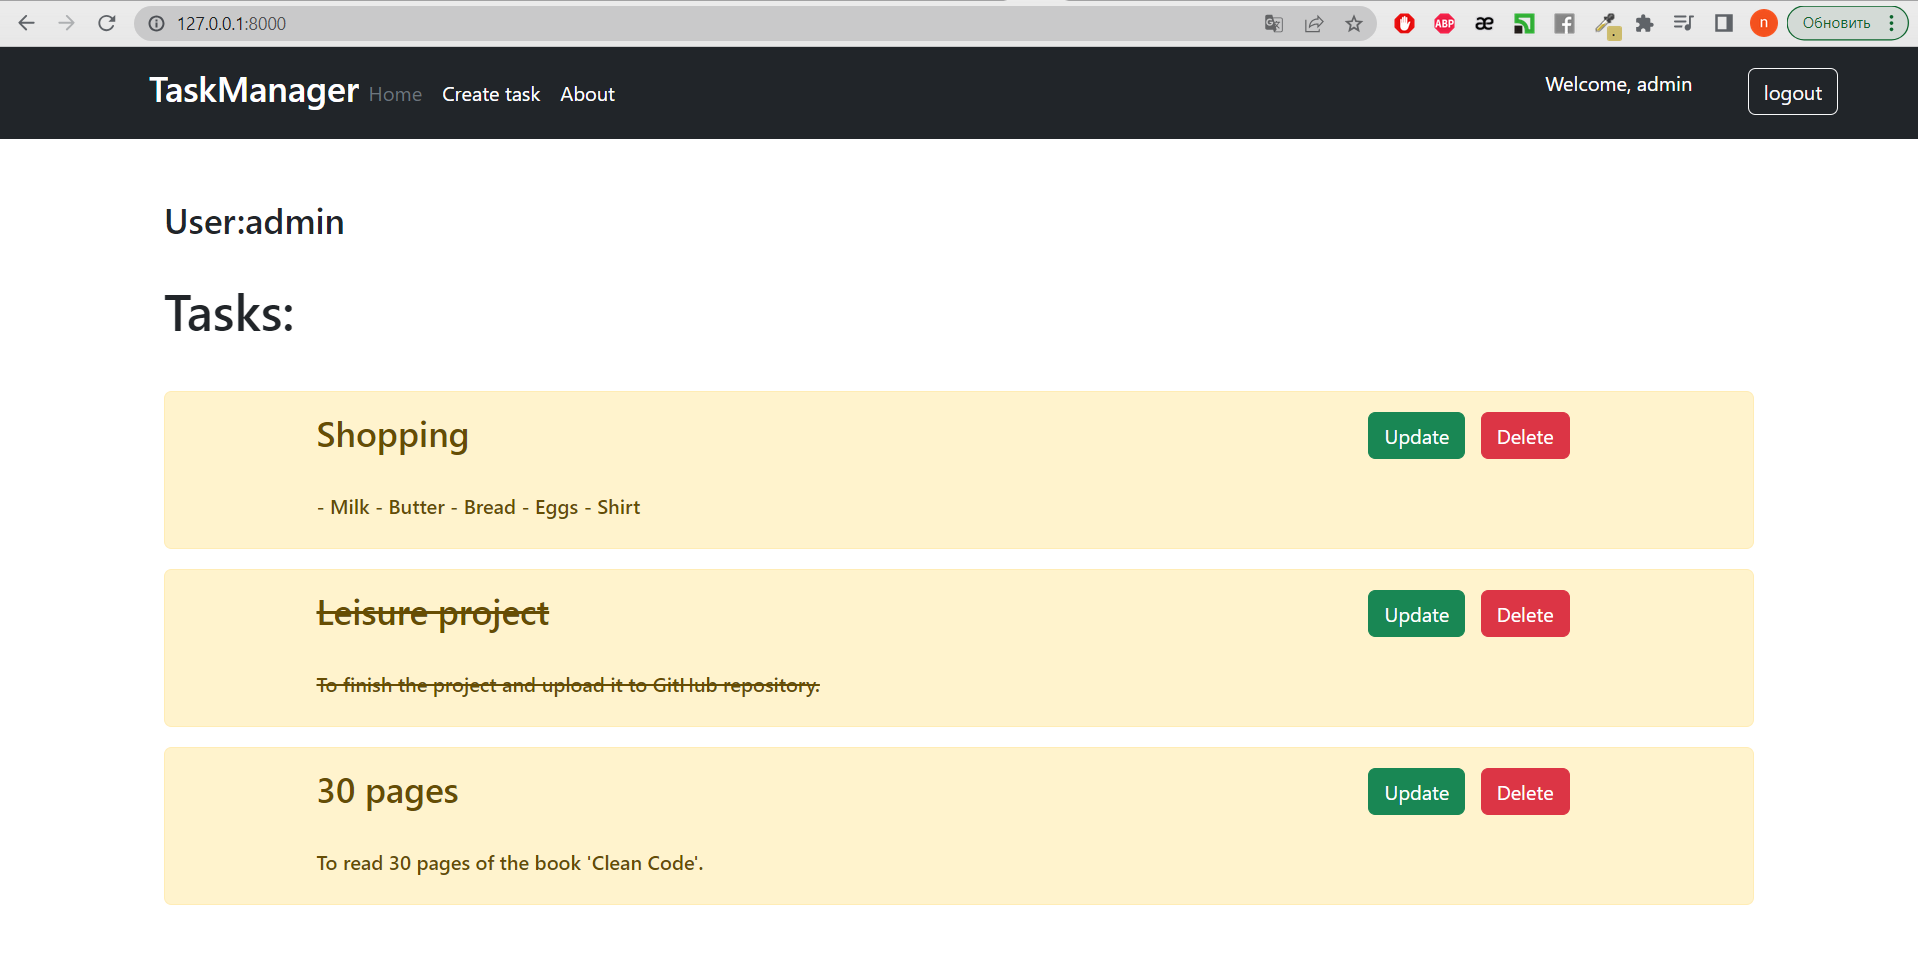 127.0.0.1:8000
ABP
æ
n
Обновить
TaskManager Home Create task About Welcome, admin logout
User:admin
Tasks:
Shopping Update Delete
- Milk - Butter - Bread - Eggs - Shirt
Leisure project Update Delete
To finish the project and upload it to GitHub repository.
30 pages Update Delete
To read 30 pages of the book 'Clean Code'.